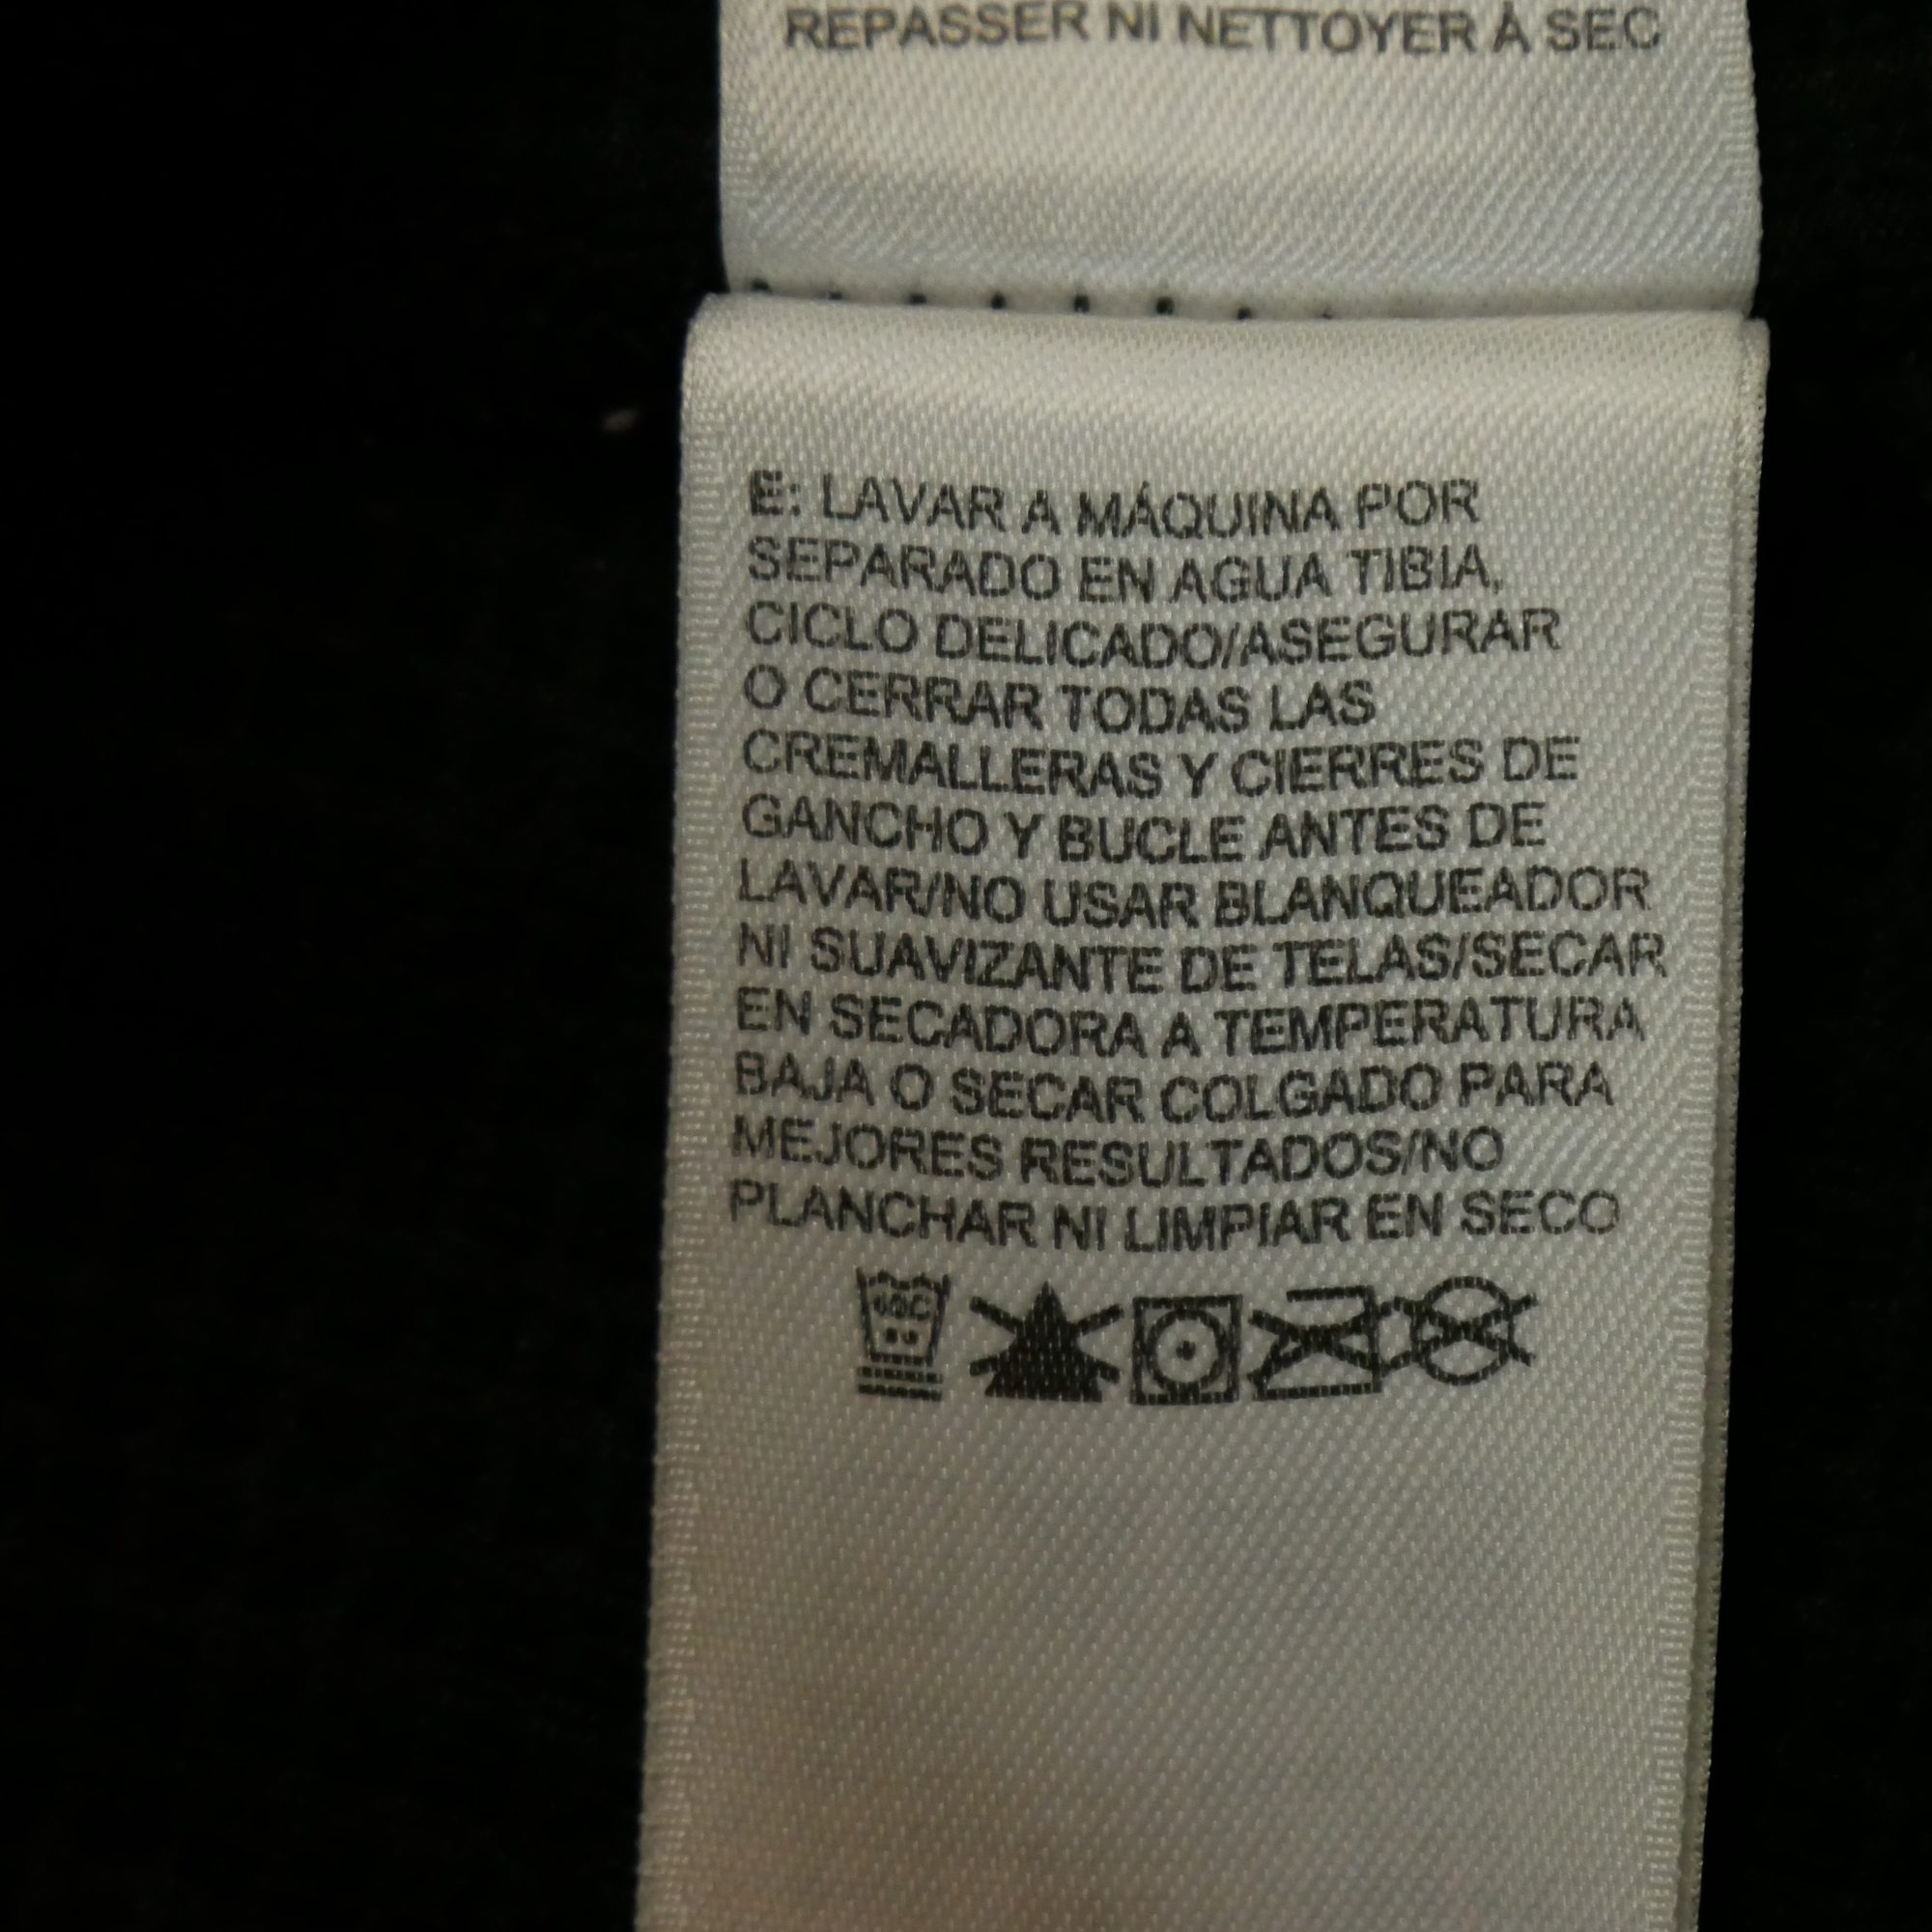 REPASSER NI NETTOYER À SEC
E: LAVAR A MÁQUINA POR
SEPARADO EN AGUA TIBIA,
CICLO DELICADO/ASEGURAR
O CERRAR TODAS LAS
CREMALLERAS Y CIERRES DE
GANCHO Y BUCLE ANTES DE
LAVAR/NO USAR BLANQUEADOR
NI SUAVIZANTE DE TELAS/SECAR
EN SECADORA A TEMPERATURA
BAJA O SECAR COLGADO PARA
MEJORES RESULTADOS/NO
PLANCHAR NI LIMPIAR EN SECO